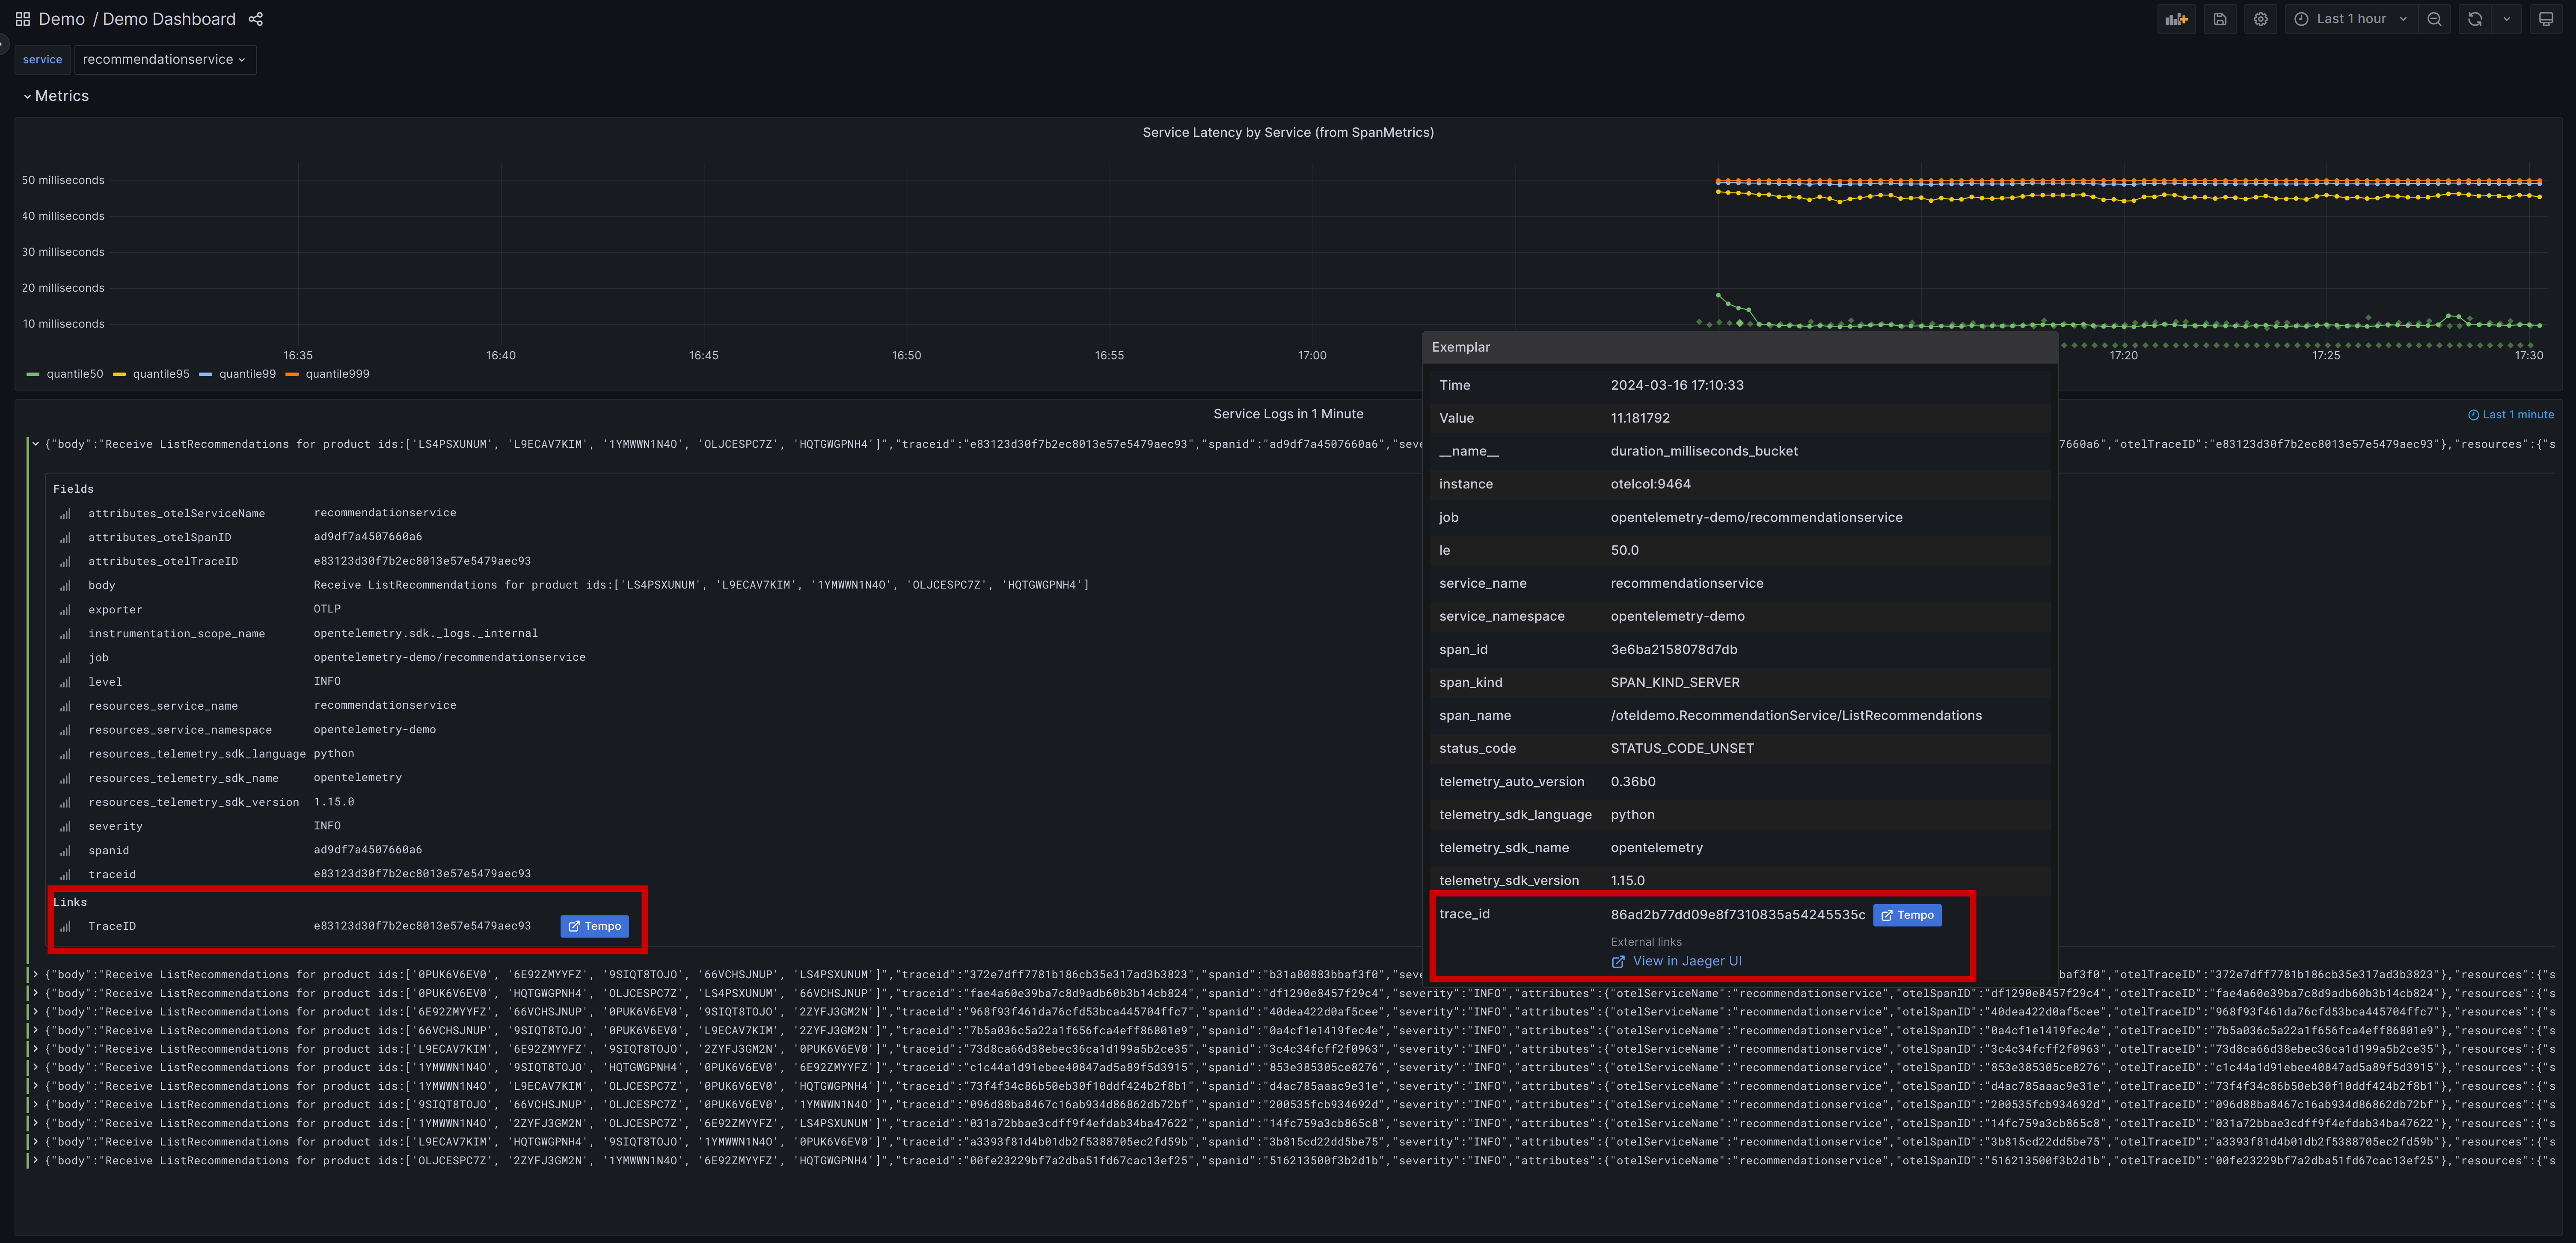 Demo / Demo Dashboard
Last 1 hour
service recommendationservice
Metrics
Service Latency by Service (from SpanMetrics)
50 milliseconds
40 milliseconds
30 milliseconds
20 milliseconds
10 milliseconds
16:35 16:40 16:45 16:50 16:55 17:00 17:20 17:25 17:30
quantile50 quantile95 quantile99 quantile999
Service Logs in 1 Minute
Last 1 minute
{"body":"Receive ListRecommendations for product ids:['LS4PSXUNUM', 'L9ECAV7KIM', '1YMWWN1N4O', 'OLJCESPC7Z', 'HQTGWGPNH4']","traceid":"e83123d30f7b2ec8013e57e5479aec93","spanid":"ad9df7a4507660a6","seve 7660a6","otelTraceID":"e83123d30f7b2ec8013e57e5479aec93"},"resources":{"s
Fields
attributes_otelServiceName recommendationservice
attributes_otelSpanID ad9df7a4507660a6
attributes_otelTraceID e83123d30f7b2ec8013e57e5479aec93
body Receive ListRecommendations for product ids:['LS4PSXUNUM', 'L9ECAV7KIM', '1YMWWN1N4O', 'OLJCESPC7Z', 'HQTGWGPNH4']
exporter OTLP
instrumentation_scope_name opentelemetry.sdk._logs._internal
job opentelemetry-demo/recommendationservice
level INFO
resources_service_name recommendationservice
resources_service_namespace opentelemetry-demo
resources_telemetry_sdk_language python
resources_telemetry_sdk_name opentelemetry
resources_telemetry_sdk_version 1.15.0
severity INFO
spanid ad9df7a4507660a6
traceid e83123d30f7b2ec8013e57e5479aec93
Links
TraceID e83123d30f7b2ec8013e57e5479aec93 Tempo
Exemplar
Time 2024-03-16 17:10:33
Value 11.181792
__name__ duration_milliseconds_bucket
instance otelcol:9464
job opentelemetry-demo/recommendationservice
le 50.0
service_name recommendationservice
service_namespace opentelemetry-demo
span_id 3e6ba2158078d7db
span_kind SPAN_KIND_SERVER
span_name /oteldemo.RecommendationService/ListRecommendations
status_code STATUS_CODE_UNSET
telemetry_auto_version 0.36b0
telemetry_sdk_language python
telemetry_sdk_name opentelemetry
telemetry_sdk_version 1.15.0
trace_id 86ad2b77dd09e8f7310835a54245535c Tempo
External links
View in Jaeger UI
{"body":"Receive ListRecommendations for product ids:['0PUK6V6EV0', '6E92ZMYYFZ', '9SIQT8TOJO', '66VCHSJNUP', 'LS4PSXUNUM']","traceid":"372e7dff7781b186cb35e317ad3b3823","spanid":"b31a80883bbaf3f0","seve baf3f0","otelTraceID":"372e7dff7781b186cb35e317ad3b3823"},"resources":{"s
{"body":"Receive ListRecommendations for product ids:['0PUK6V6EV0', 'HQTGWGPNH4', 'OLJCESPC7Z', 'LS4PSXUNUM', '66VCHSJNUP']","traceid":"fae4a60e39ba7c8d9adb60b3b14cb824","spanid":"df1290e8457f29c4","severity":"INFO","attributes":{"otelServiceName":"recommendationservice","otelSpanID":"df1290e8457f29c4","otelTraceID":"fae4a60e39ba7c8d9adb60b3b14cb824"},"resources":{"s
{"body":"Receive ListRecommendations for product ids:['6E92ZMYYFZ', '66VCHSJNUP', '0PUK6V6EV0', '9SIQT8TOJO', '2ZYFJ3GM2N']","traceid":"968f93f461da76cfd53bca445704ffc7","spanid":"40dea422d0af5cee","severity":"INFO","attributes":{"otelServiceName":"recommendationservice","otelSpanID":"40dea422d0af5cee","otelTraceID":"968f93f461da76cfd53bca445704ffc7"},"resources":{"s
{"body":"Receive ListRecommendations for product ids:['66VCHSJNUP', '9SIQT8TOJO', '0PUK6V6EV0', 'L9ECAV7KIM', '2ZYFJ3GM2N']","traceid":"7b5a036c5a22a1f656fca4eff86801e9","spanid":"0a4cf1e1419fec4e","severity":"INFO","attributes":{"otelServiceName":"recommendationservice","otelSpanID":"0a4cf1e1419fec4e","otelTraceID":"7b5a036c5a22a1f656fca4eff86801e9"},"resources":{"s
{"body":"Receive ListRecommendations for product ids:['L9ECAV7KIM', '6E92ZMYYFZ', '9SIQT8TOJO', '2ZYFJ3GM2N', '0PUK6V6EV0']","traceid":"73d8ca66d38ebec36ca1d199a5b2ce35","spanid":"3c4c34fcff2f0963","severity":"INFO","attributes":{"otelServiceName":"recommendationservice","otelSpanID":"3c4c34fcff2f0963","otelTraceID":"73d8ca66d38ebec36ca1d199a5b2ce35"},"resources":{"s
{"body":"Receive ListRecommendations for product ids:['1YMWWN1N4O', '9SIQT8TOJO', 'HQTGWGPNH4', '0PUK6V6EV0', '6E92ZMYYFZ']","traceid":"c1c44a1d91ebee40847ad5a89f5d3915","spanid":"853e385305ce8276","severity":"INFO","attributes":{"otelServiceName":"recommendationservice","otelSpanID":"853e385305ce8276","otelTraceID":"c1c44a1d91ebee40847ad5a89f5d3915"},"resources":{"s
{"body":"Receive ListRecommendations for product ids:['1YMWWN1N4O', 'L9ECAV7KIM', 'OLJCESPC7Z', '0PUK6V6EV0', 'HQTGWGPNH4']","traceid":"73f4f34c86b50eb30f10ddf424b2f8b1","spanid":"d4ac785aaac9e31e","severity":"INFO","attributes":{"otelServiceName":"recommendationservice","otelSpanID":"d4ac785aaac9e31e","otelTraceID":"73f4f34c86b50eb30f10ddf424b2f8b1"},"resources":{"s
{"body":"Receive ListRecommendations for product ids:['9SIQT8TOJO', '66VCHSJNUP', 'OLJCESPC7Z', '0PUK6V6EV0', '1YMWWN1N4O']","traceid":"096d88ba8467c16ab934d86862db72bf","spanid":"200535fcb934692d","severity":"INFO","attributes":{"otelServiceName":"recommendationservice","otelSpanID":"200535fcb934692d","otelTraceID":"096d88ba8467c16ab934d86862db72bf"},"resources":{"s
{"body":"Receive ListRecommendations for product ids:['1YMWWN1N4O', '2ZYFJ3GM2N', 'OLJCESPC7Z', '6E92ZMYYFZ', 'LS4PSXUNUM']","traceid":"031a72bbae3cdff9f4efdab34ba47622","spanid":"14fc759a3cb865c8","severity":"INFO","attributes":{"otelServiceName":"recommendationservice","otelSpanID":"14fc759a3cb865c8","otelTraceID":"031a72bbae3cdff9f4efdab34ba47622"},"resources":{"s
{"body":"Receive ListRecommendations for product ids:['L9ECAV7KIM', 'HQTGWGPNH4', '9SIQT8TOJO', '1YMWWN1N4O', '0PUK6V6EV0']","traceid":"a3393f81d4b01db2f5388705ec2fd59b","spanid":"3b815cd22dd5be75","severity":"INFO","attributes":{"otelServiceName":"recommendationservice","otelSpanID":"3b815cd22dd5be75","otelTraceID":"a3393f81d4b01db2f5388705ec2fd59b"},"resources":{"s
{"body":"Receive ListRecommendations for product ids:['OLJCESPC7Z', '2ZYFJ3GM2N', '1YMWWN1N4O', '6E92ZMYYFZ', 'HQTGWGPNH4']","traceid":"00fe23229bf7a2dba51fd67cac13ef25","spanid":"516213500f3b2d1b","severity":"INFO","attributes":{"otelServiceName":"recommendationservice","otelSpanID":"516213500f3b2d1b","otelTraceID":"00fe23229bf7a2dba51fd67cac13ef25"},"resources":{"s